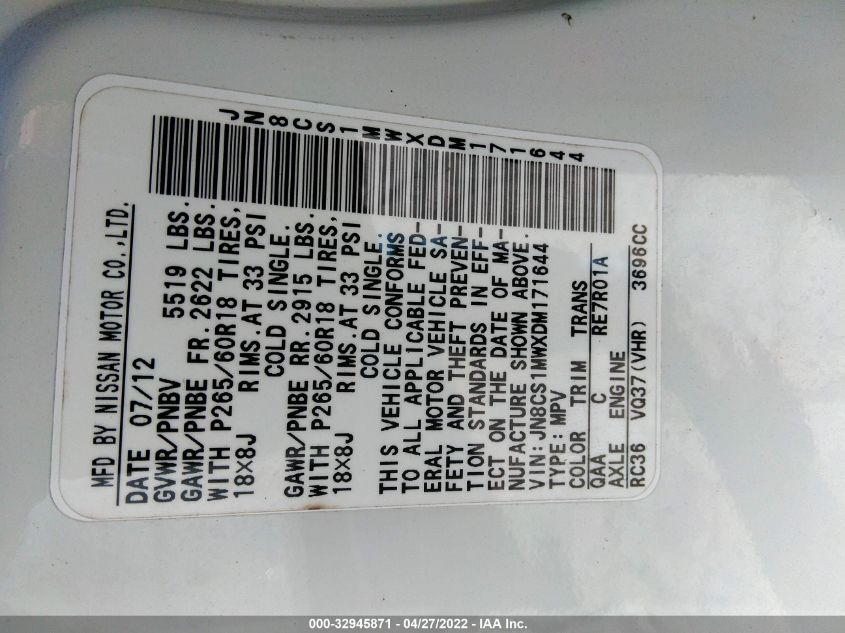 JN8CS1MWXDM171644
MFD BY NISSAN MOTOR CO.,LTD.
DATE 07/12
GVWR/PNBV 5519 LBS.
GAWR/PNBE FR. 2622 LBS.
WITH P265/60R18 TIRES,
18X8J RIMS.AT 33 PSI
COLD SINGLE.
GAWR/PNBE RR. 2915 LBS.
WITH P265/60R18 TIRES,
18X8J RIMS.AT 33 PSI
COLD SINGLE.
THIS VEHICLE CONFORMS
TO ALL APPLICABLE FED-
ERAL MOTOR VEHICLE SA-
FETY AND THEFT PREVEN-
TION STANDARDS IN EFF-
ECT ON THE DATE OF MA-
NUFACTURE SHOWN ABOVE.
VIN: JN8CS1MWXDM171644
TYPE: MPV
COLOR TRIM TRANS
QAA C RE7R01A
AXLE ENGINE
RC36 VQ37(VHR) 3696CC
000-32945871 - 04/27/2022 - IAA Inc.